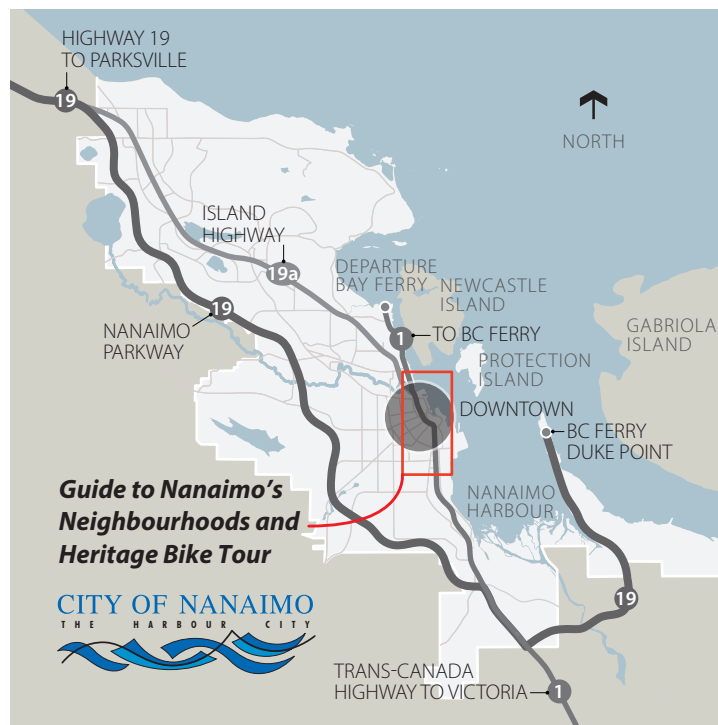 HIGHWAY 19
TO PARKSVILLE
19
NORTH
ISLAND
HIGHWAY
19a
DEPARTURE
BAY FERRY
NEWCASTLE
ISLAND
19
NANAIMO
PARKWAY
1
TO BC FERRY
GABRIOLA
ISLAND
PROTECTION
ISLAND
DOWNTOWN
BC FERRY
DUKE POINT
NANAIMO
HARBOUR
Guide to Nanaimo's
Neighbourhoods and
Heritage Bike Tour
CITY OF NANAIMO
THE HARBOUR CITY
19
TRANS-CANADA
HIGHWAY TO VICTORIA
1